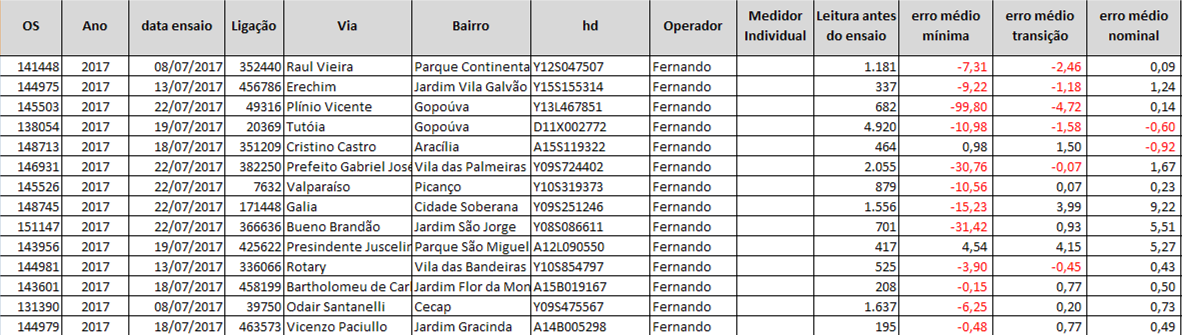 OS Ano data ensaio Ligação Via Bairro hd Operador Medidor Individual Leitura antes do ensaio erro médio mínima erro médio transição erro médio nominal
141448 2017 08/07/2017 352440 Raul Vieira Parque Continenta Y12S047507 Fernando 1.181 -7,31 -2,46 0,09
144975 2017 13/07/2017 456786 Erechim Jardim Vila Galvão Y15S155314 Fernando 337 -9,22 -1,18 1,24
145503 2017 22/07/2017 49316 Plínio Vicente Gopoúva Y13L467851 Fernando 682 -99,80 -4,72 0,14
138054 2017 19/07/2017 20369 Tutóia Gopoúva D11X002772 Fernando 4.920 -10,98 -1,58 -0,60
148713 2017 18/07/2017 351209 Cristino Castro Aracília A15S119322 Fernando 464 0,98 1,50 -0,92
146931 2017 22/07/2017 382250 Prefeito Gabriel José Vila das Palmeiras Y09S724402 Fernando 2.055 -30,76 -0,07 1,67
145526 2017 22/07/2017 7632 Valparaíso Picanço Y10S319373 Fernando 879 -10,56 0,07 0,23
148745 2017 22/07/2017 171448 Galia Cidade Soberana Y09S251246 Fernando 1.556 -15,23 3,99 9,22
151147 2017 22/07/2017 366636 Bueno Brandão Jardim São Jorge Y08S086611 Fernando 701 -31,42 0,93 5,51
143956 2017 19/07/2017 425622 Presindente Juscelin Parque São Miguel A12L090550 Fernando 417 4,54 4,15 5,27
144981 2017 13/07/2017 336066 Rotary Vila das Bandeiras Y10S854797 Fernando 525 -3,90 -0,45 0,43
143601 2017 18/07/2017 458199 Bartholomeu de Car Jardim Flor da Mon A15B019167 Fernando 208 -0,15 0,77 0,50
131390 2017 08/07/2017 39750 Odair Santanelli Cecap Y09S475567 Fernando 1.637 -6,25 0,20 0,73
144979 2017 18/07/2017 463573 Vicenzo Paciullo Jardim Gracinda A14B005298 Fernando 195 -0,48 0,77 0,49